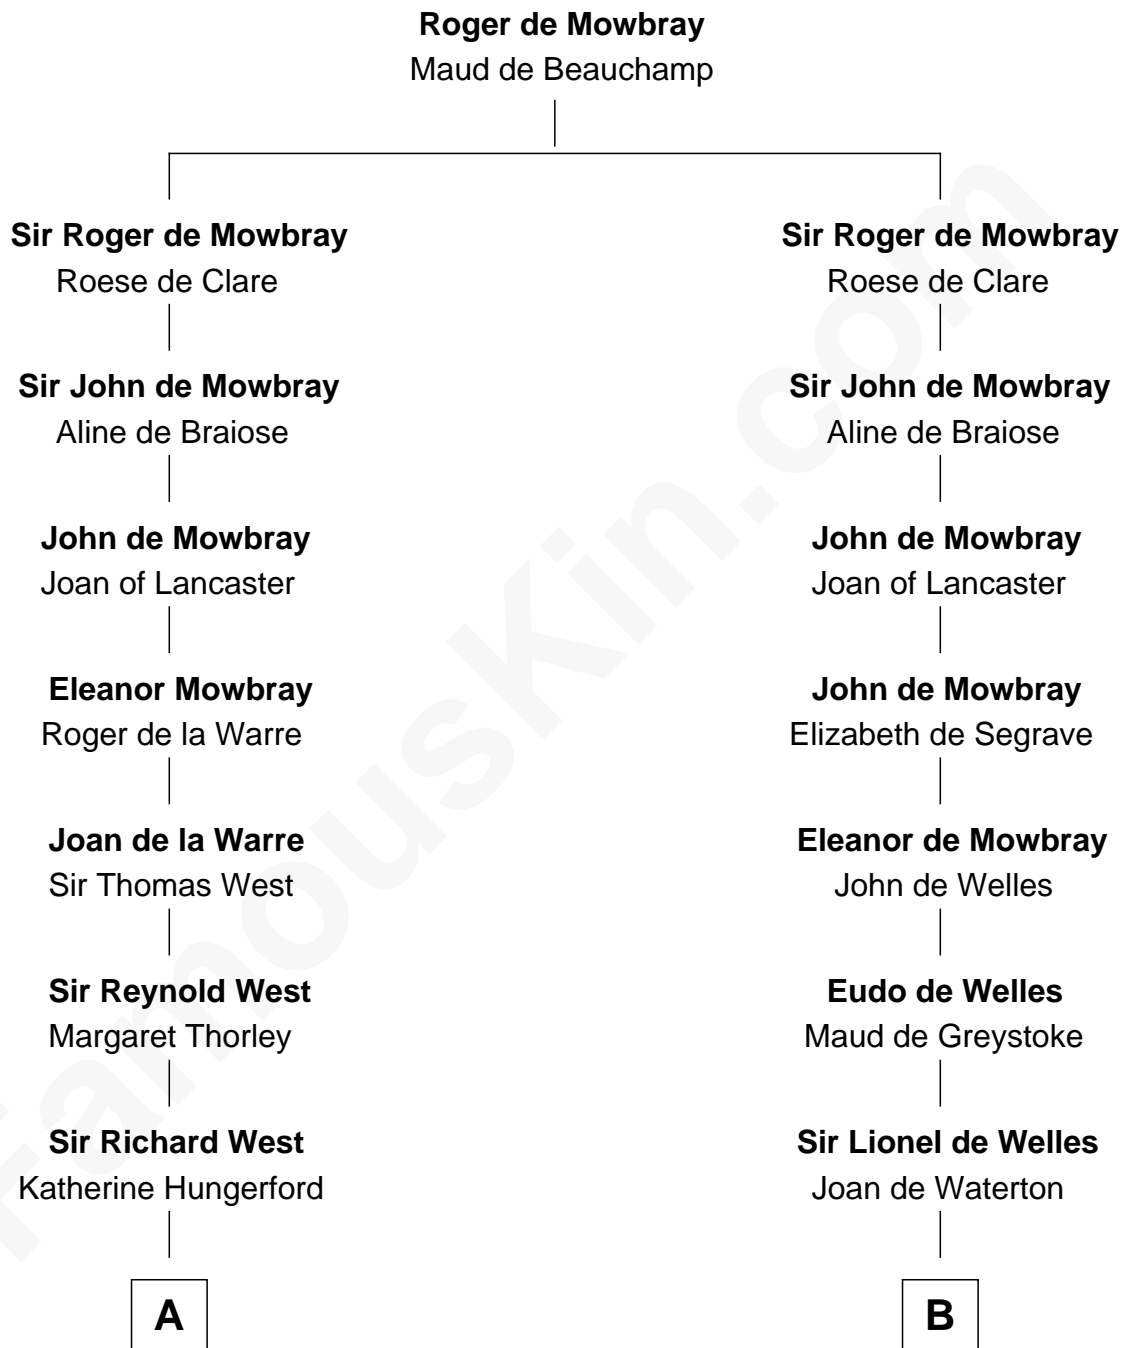 Roger de Mowbray
Maud de Beauchamp
Sir Roger de Mowbray
Roese de Clare
Sir John de Mowbray
Aline de Braiose
John de Mowbray
Joan of Lancaster
Eleanor Mowbray
Roger de la Warre
Joan de la Warre
Sir Thomas West
Sir Reynold West
Margaret Thorley
Sir Richard West
Katherine Hungerford
A
Sir Roger de Mowbray
Roese de Clare
Sir John de Mowbray
Aline de Braiose
John de Mowbray
Joan of Lancaster
John de Mowbray
Elizabeth de Segrave
Eleanor de Mowbray
John de Welles
Eudo de Welles
Maud de Greystoke
Sir Lionel de Welles
Joan de Waterton
B
FamousKin.com